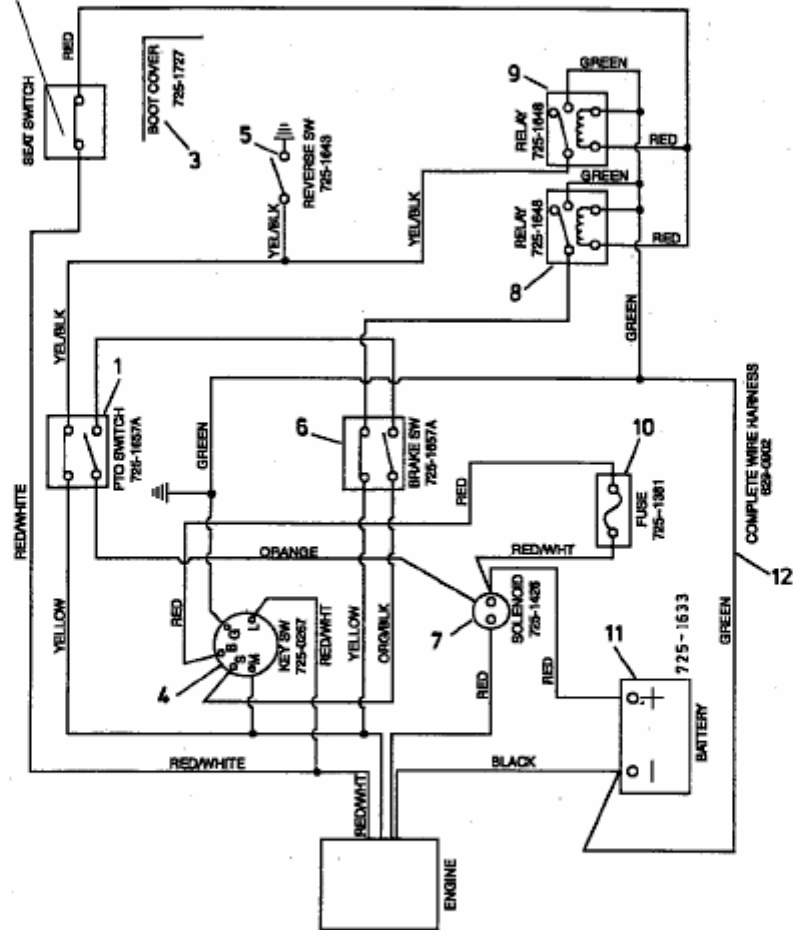 RED
SEAT SWITCH
BOOT COVER
725-1727
3
5
REVERSE SW
725-1643
YEL/BLK
9
GREEN
RELAY
725-1648
RED
GREEN
RELAY
725-1648
RED
8
YEL/BLK
YEL/BLK
GREEN
1
PTO SWITCH
725-1657A
GREEN
6
BRAKE SW
725-1657A
RED
10
FUSE
725-1381
COMPLETE WIRE HARNESS
629-0902
RED/WHITE
ORANGE
RED/WHT
12
YELLOW
RED
G
L
B
S
M
KEY SW
725-0267
4
RED/WHT
YELLOW
ORG/BLK
7
SOLENOID
725-1426
RED
RED
11
725-1633
GREEN
+
−
BATTERY
RED/WHITE
RED/WHT
BLACK
ENGINE